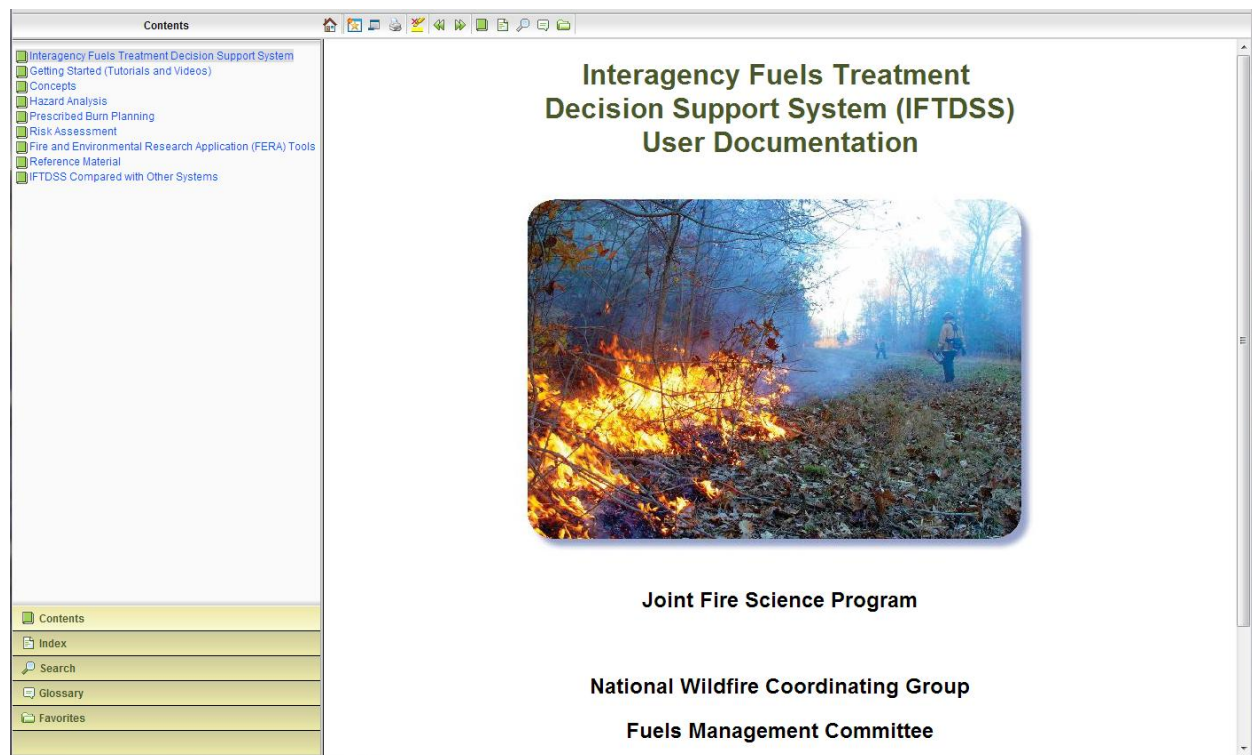 Contents
Interagency Fuels Treatment Decision Support System
Getting Started (Tutorials and Videos)
Concepts
Hazard Analysis
Prescribed Burn Planning
Risk Assessment
Fire and Environmental Research Application (FERA) Tools
Reference Material
IFTDSS Compared with Other Systems
Contents
Index
Search
Glossary
Favorites
Interagency Fuels Treatment
Decision Support System (IFTDSS)
User Documentation
Joint Fire Science Program
National Wildfire Coordinating Group
Fuels Management Committee